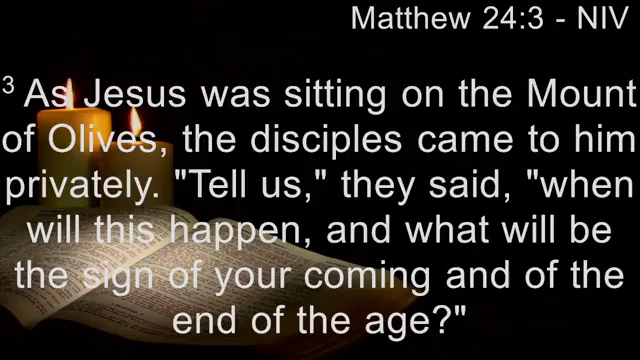 Matthew 24:3 - NIV
3 As Jesus was sitting on the Mount
of Olives, the disciples came to him
privately. "Tell us," they said, "when
will this happen, and what will be
the sign of your coming and of the
end of the age?"